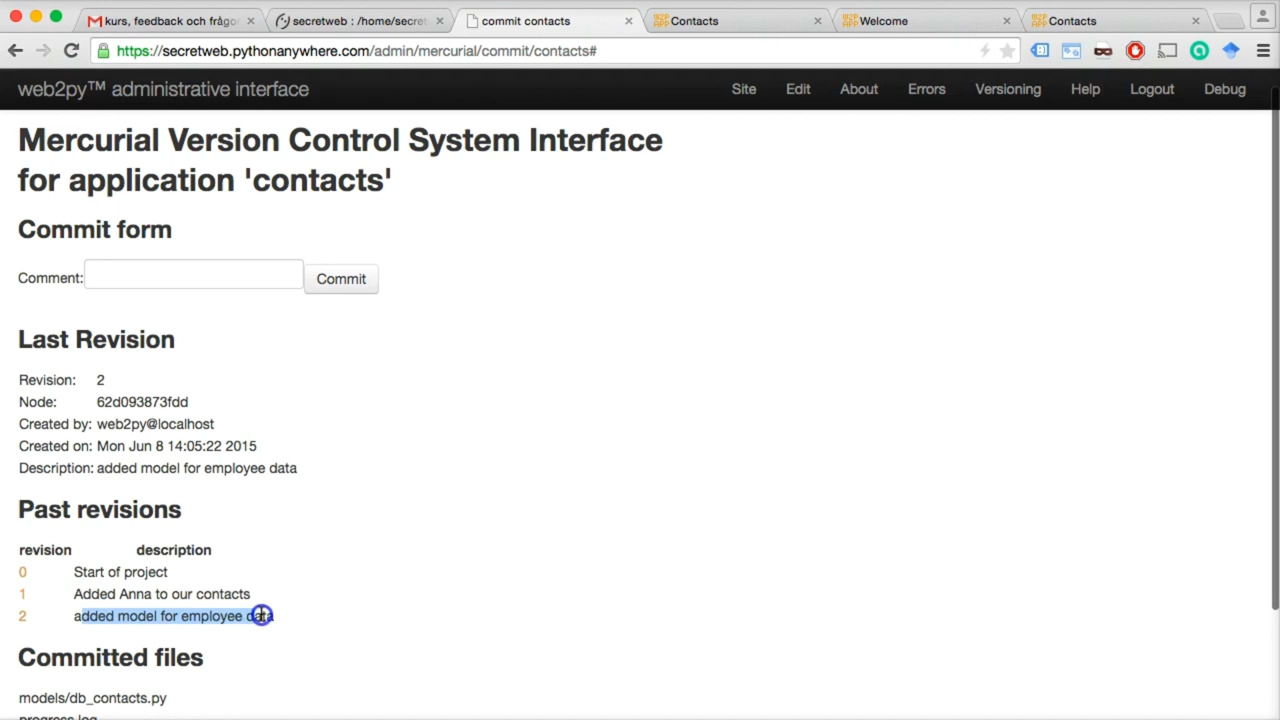 kurs, feedback och frågo
secretweb : /home/secret
commit contacts
Contacts
Welcome
Contacts
https://secretweb.pythonanywhere.com/admin/mercurial/commit/contacts#
web2py™ administrative interface
Site Edit About Errors Versioning Help Logout Debug
Mercurial Version Control System Interface
for application 'contacts'
Commit form
Comment: Commit
Last Revision
Revision: 2
Node: 62d093873fdd
Created by: web2py@localhost
Created on: Mon Jun 8 14:05:22 2015
Description: added model for employee data
Past revisions
revision description
0 Start of project
1 Added Anna to our contacts
2 added model for employee data
Committed files
models/db_contacts.py
progress.log